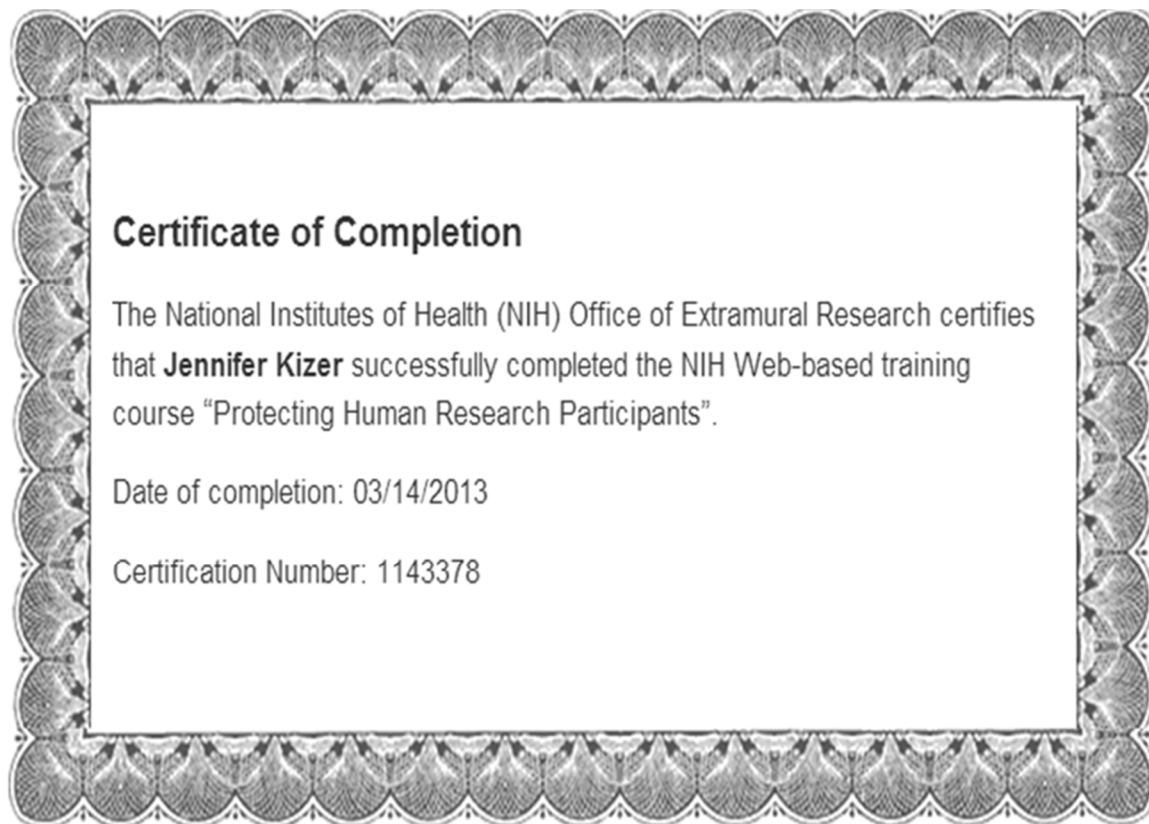 Certificate of Completion
The National Institutes of Health (NIH) Office of Extramural Research certifies
that Jennifer Kizer successfully completed the NIH Web-based training
course “Protecting Human Research Participants”.
Date of completion: 03/14/2013
Certification Number: 1143378